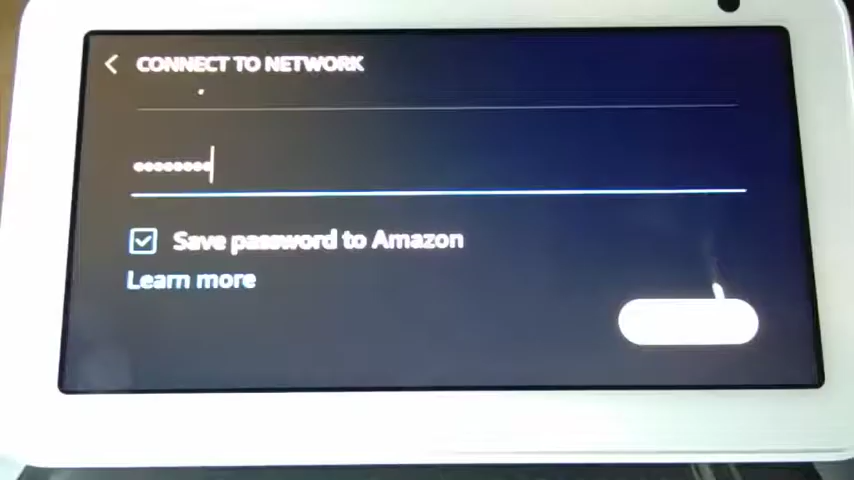 CONNECT TO NETWORK
••••••••
Save password to Amazon
Learn more